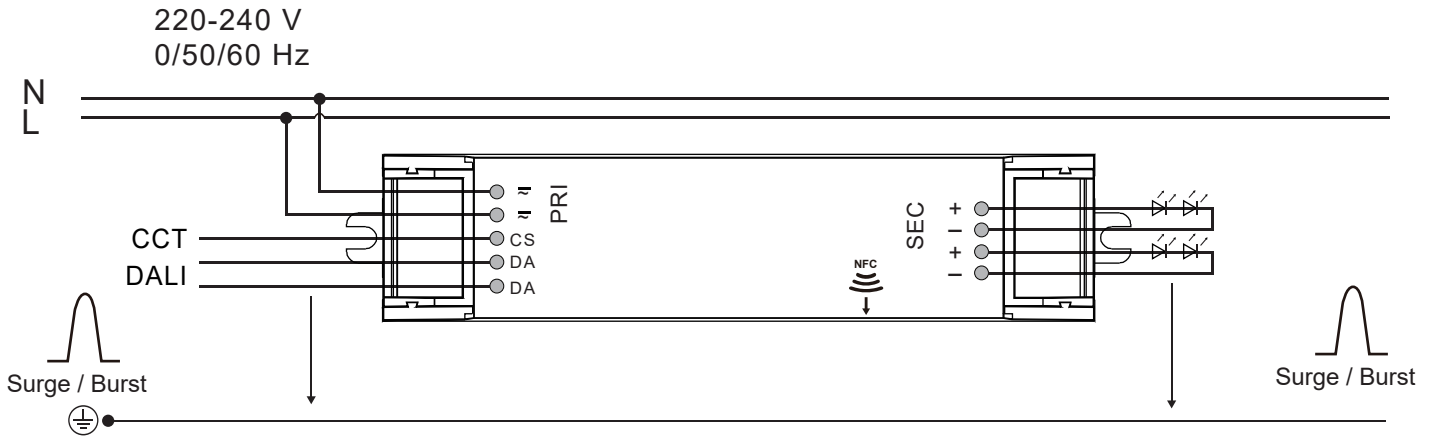 220-240 V
0/50/60 Hz
N
L
PRI
CCT
CS
DALI
DA
DA
SEC
+
–
+
–
NFC
Surge / Burst
Surge / Burst